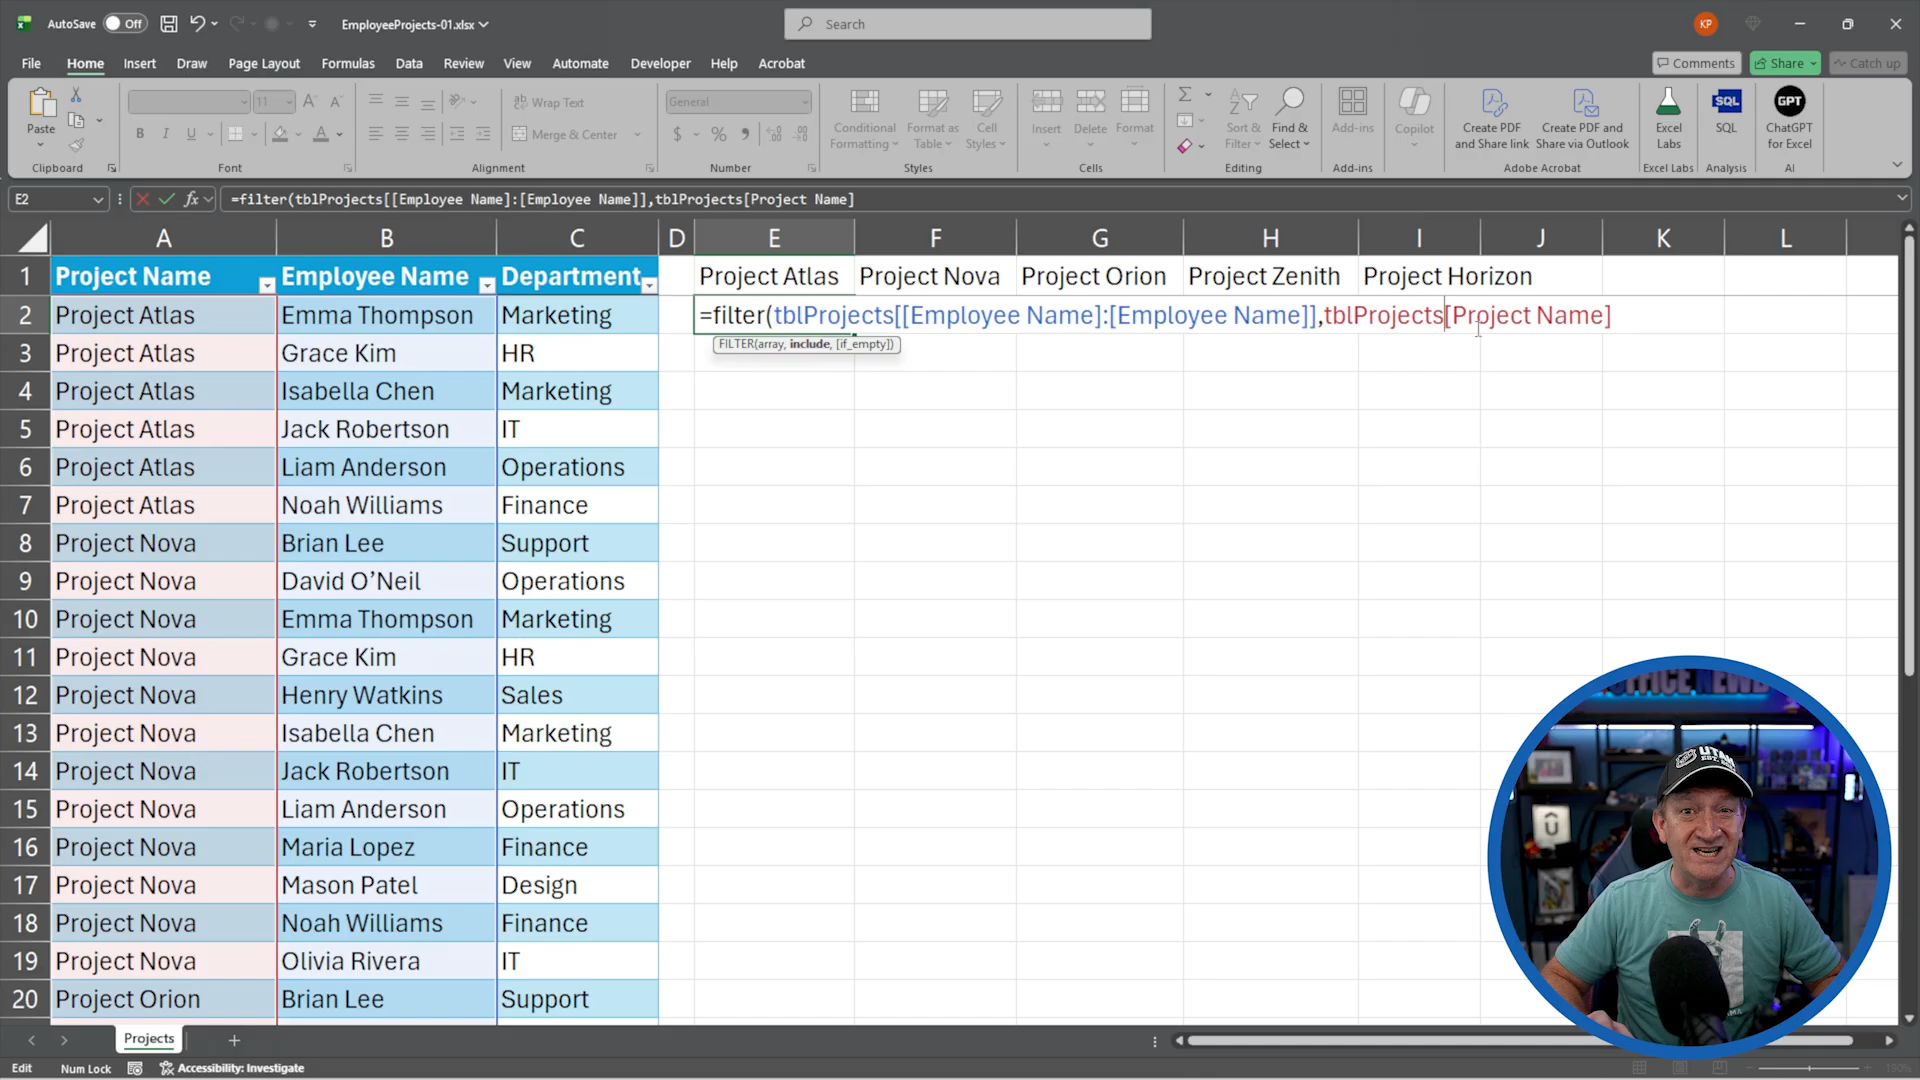 AutoSave Off EmployeeProjects-01.xlsx Search KP
File Home Insert Draw Page Layout Formulas Data Review View Automate Developer Help Acrobat Comments Share Catch up
Paste 11 Wrap Text Merge & Center General $ % Conditional Formatting Format as Table Cell Styles Insert Delete Format Sort & Filter Find & Select Add-ins Copilot Create PDF and Share link Create PDF and Share via Outlook Excel Labs SQL GPT ChatGPT for Excel
Clipboard Font Alignment Number Styles Cells Editing Add-ins Adobe Acrobat Excel Labs Analysis AI
E2 fx =filter(tblProjects[[Employee Name]:[Employee Name]],tblProjects[Project Name]
A B C D E F G H I J K L
1 Project Name Employee Name Department Project Atlas Project Nova Project Orion Project Zenith Project Horizon
2 Project Atlas Emma Thompson Marketing =filter(tblProjects[[Employee Name]:[Employee Name]],tblProjects[Project Name]
FILTER(array, include, [if_empty])
3 Project Atlas Grace Kim HR
4 Project Atlas Isabella Chen Marketing
5 Project Atlas Jack Robertson IT
6 Project Atlas Liam Anderson Operations
7 Project Atlas Noah Williams Finance
8 Project Nova Brian Lee Support
9 Project Nova David O’Neil Operations
10 Project Nova Emma Thompson Marketing
11 Project Nova Grace Kim HR
12 Project Nova Henry Watkins Sales
13 Project Nova Isabella Chen Marketing
14 Project Nova Jack Robertson IT
15 Project Nova Liam Anderson Operations
16 Project Nova Maria Lopez Finance
17 Project Nova Mason Patel Design
18 Project Nova Noah Williams Finance
19 Project Nova Olivia Rivera IT
20 Project Orion Brian Lee Support
UTAH
Projects
Edit Num Lock Accessibility: Investigate 190%